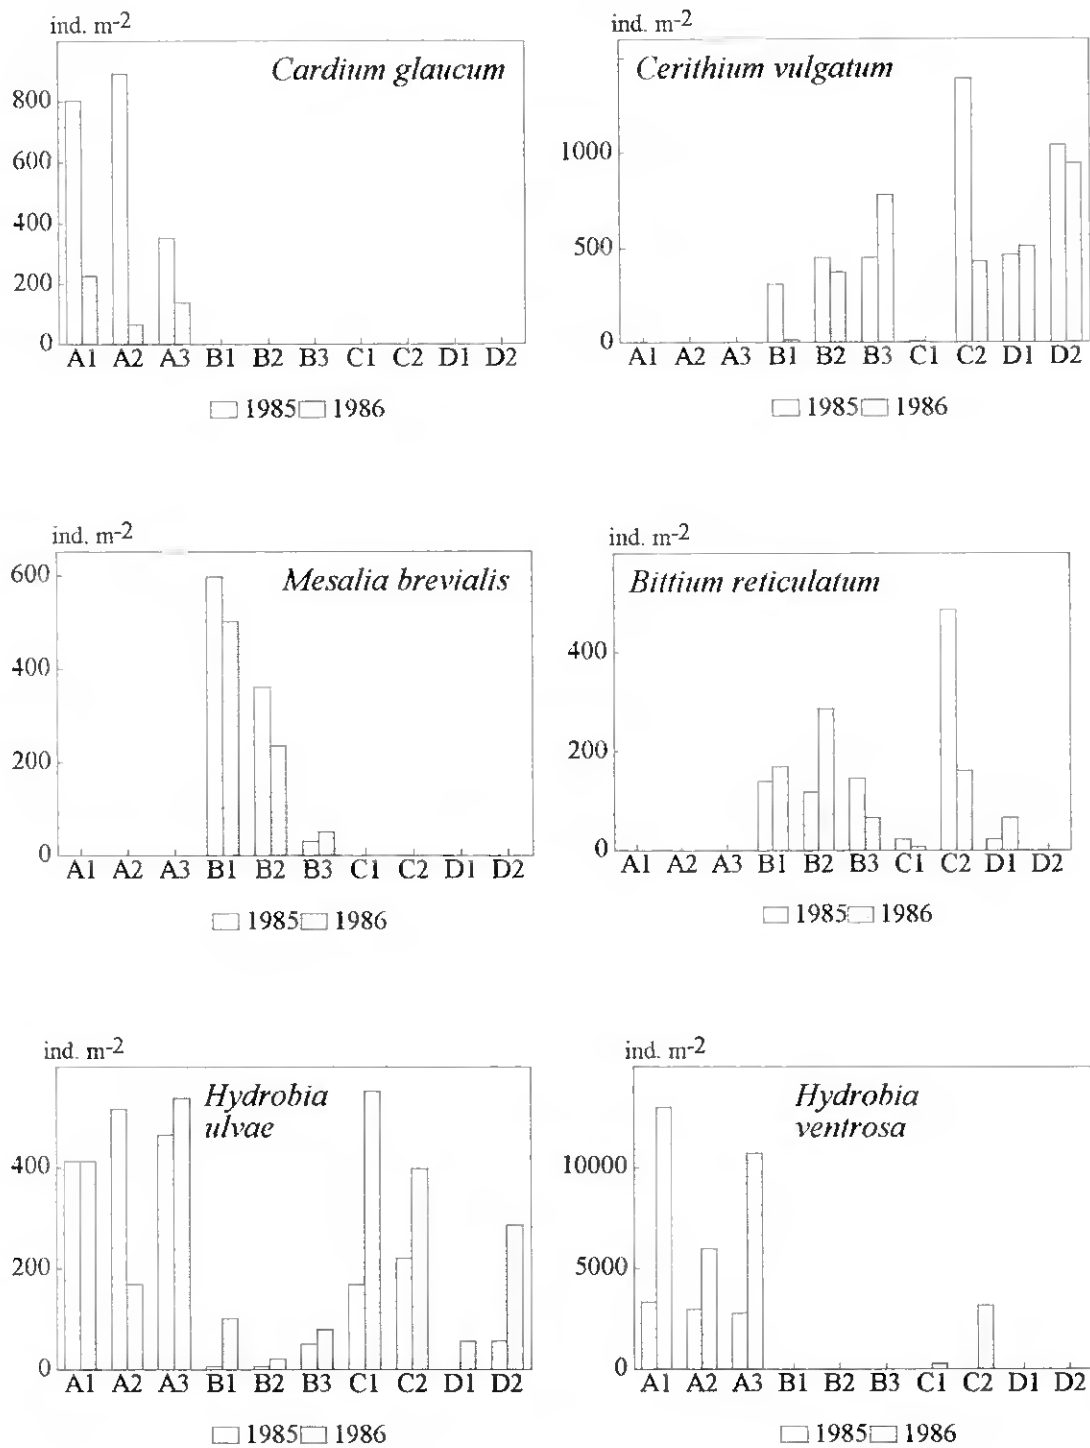 ind. m-2
Cardium glaucum
800
600
400
200
0
A1 A2 A3 B1 B2 B3 C1 C2 D1 D2
1985 1986
ind. m-2
Cerithium vulgatum
1000
500
0
A1 A2 A3 B1 B2 B3 C1 C2 D1 D2
1985 1986
ind. m-2
Mesalia brevialis
600
400
200
0
A1 A2 A3 B1 B2 B3 C1 C2 D1 D2
1985 1986
ind. m-2
Bittium reticulatum
400
200
0
A1 A2 A3 B1 B2 B3 C1 C2 D1 D2
1985 1986
ind. m-2
Hydrobia
ulvae
400
200
0
A1 A2 A3 B1 B2 B3 C1 C2 D1 D2
1985 1986
ind. m-2
Hydrobia
ventrosa
10000
5000
0
A1 A2 A3 B1 B2 B3 C1 C2 D1 D2
1985 1986